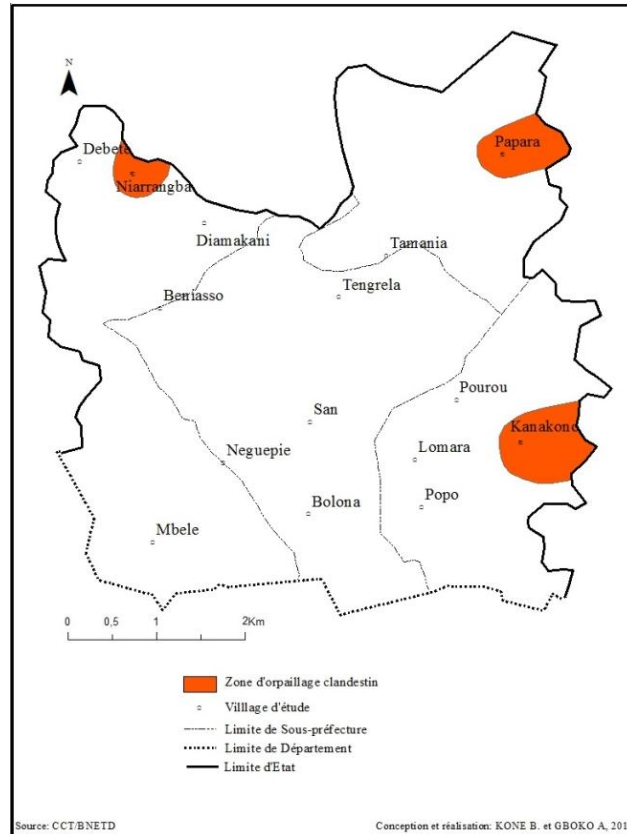 N
Papara
Debete
Niarrangba
Diamakani
Tamania
Tengrela
Beniasso
Pourou
San
Kanakono
Neguepie
Lomara
Bolona
Popo
Mbele
0 0,5 1 2Km
Zone d'orpaillage clandestin
Villlage d'étude
Limite de Sous-préfecture
Limite de Département
Limite d'Etat
Source: CCT/BNETD Conception et réalisation: KONE B. et GBOKO A, 201